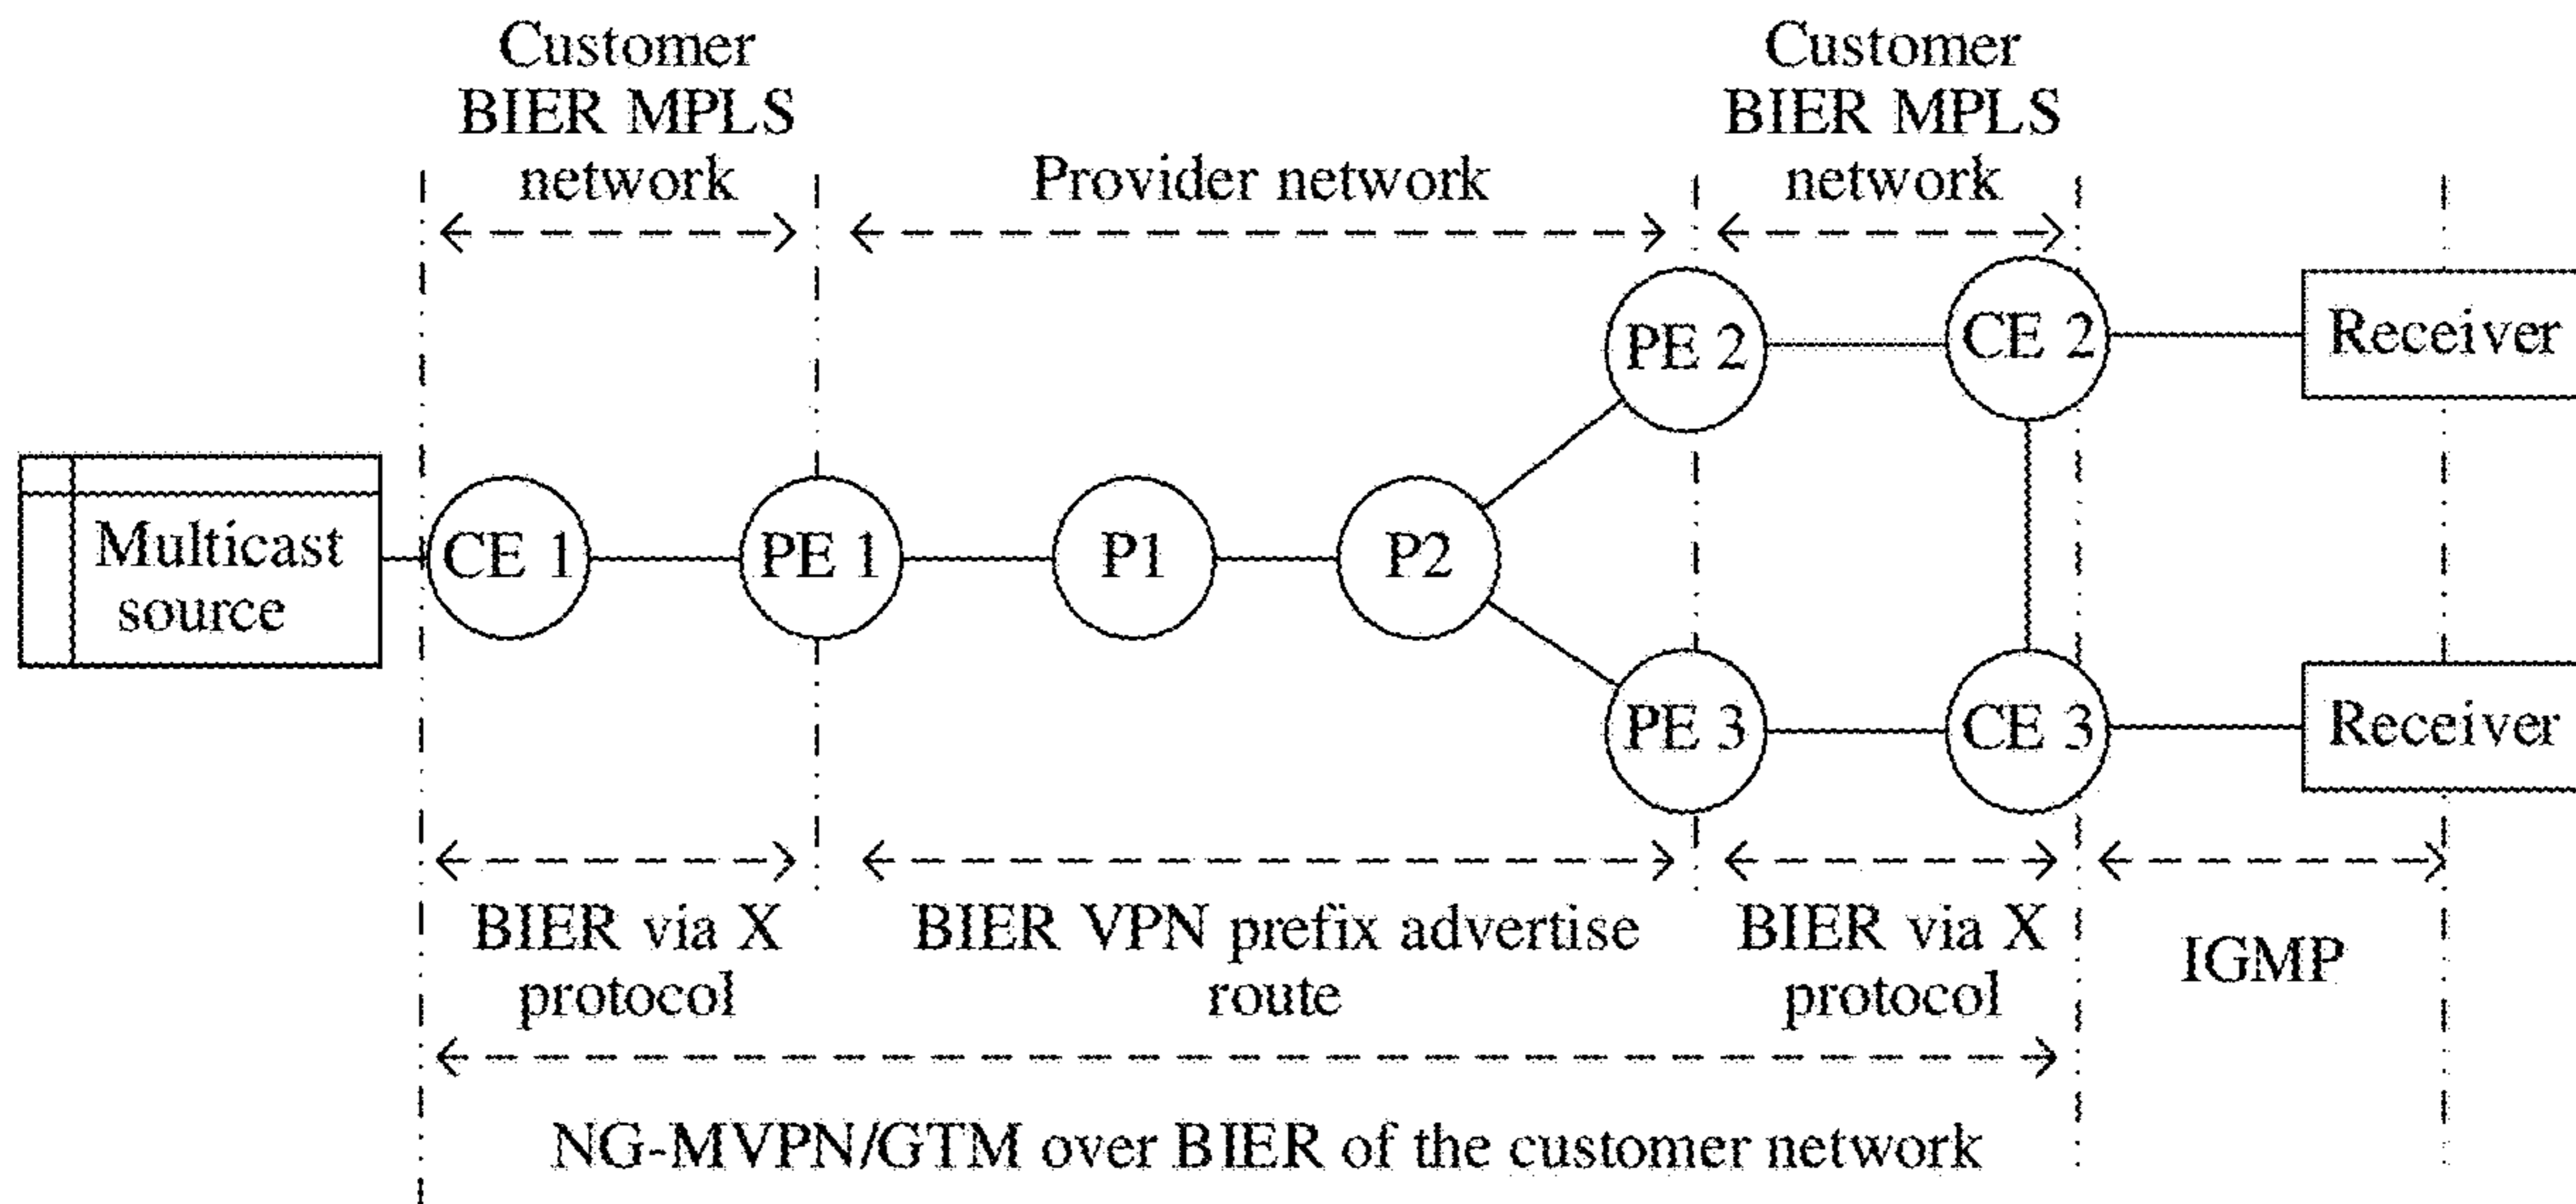 Customer
BIER MPLS
network
Provider network
Customer
BIER MPLS
network
Multicast
source
CE 1
PE 1
P1
P2
PE 2
CE 2
Receiver
PE 3
CE 3
Receiver
BIER via X
protocol
BIER VPN prefix advertise
route
BIER via X
protocol
IGMP
NG-MVPN/GTM over BIER of the customer network